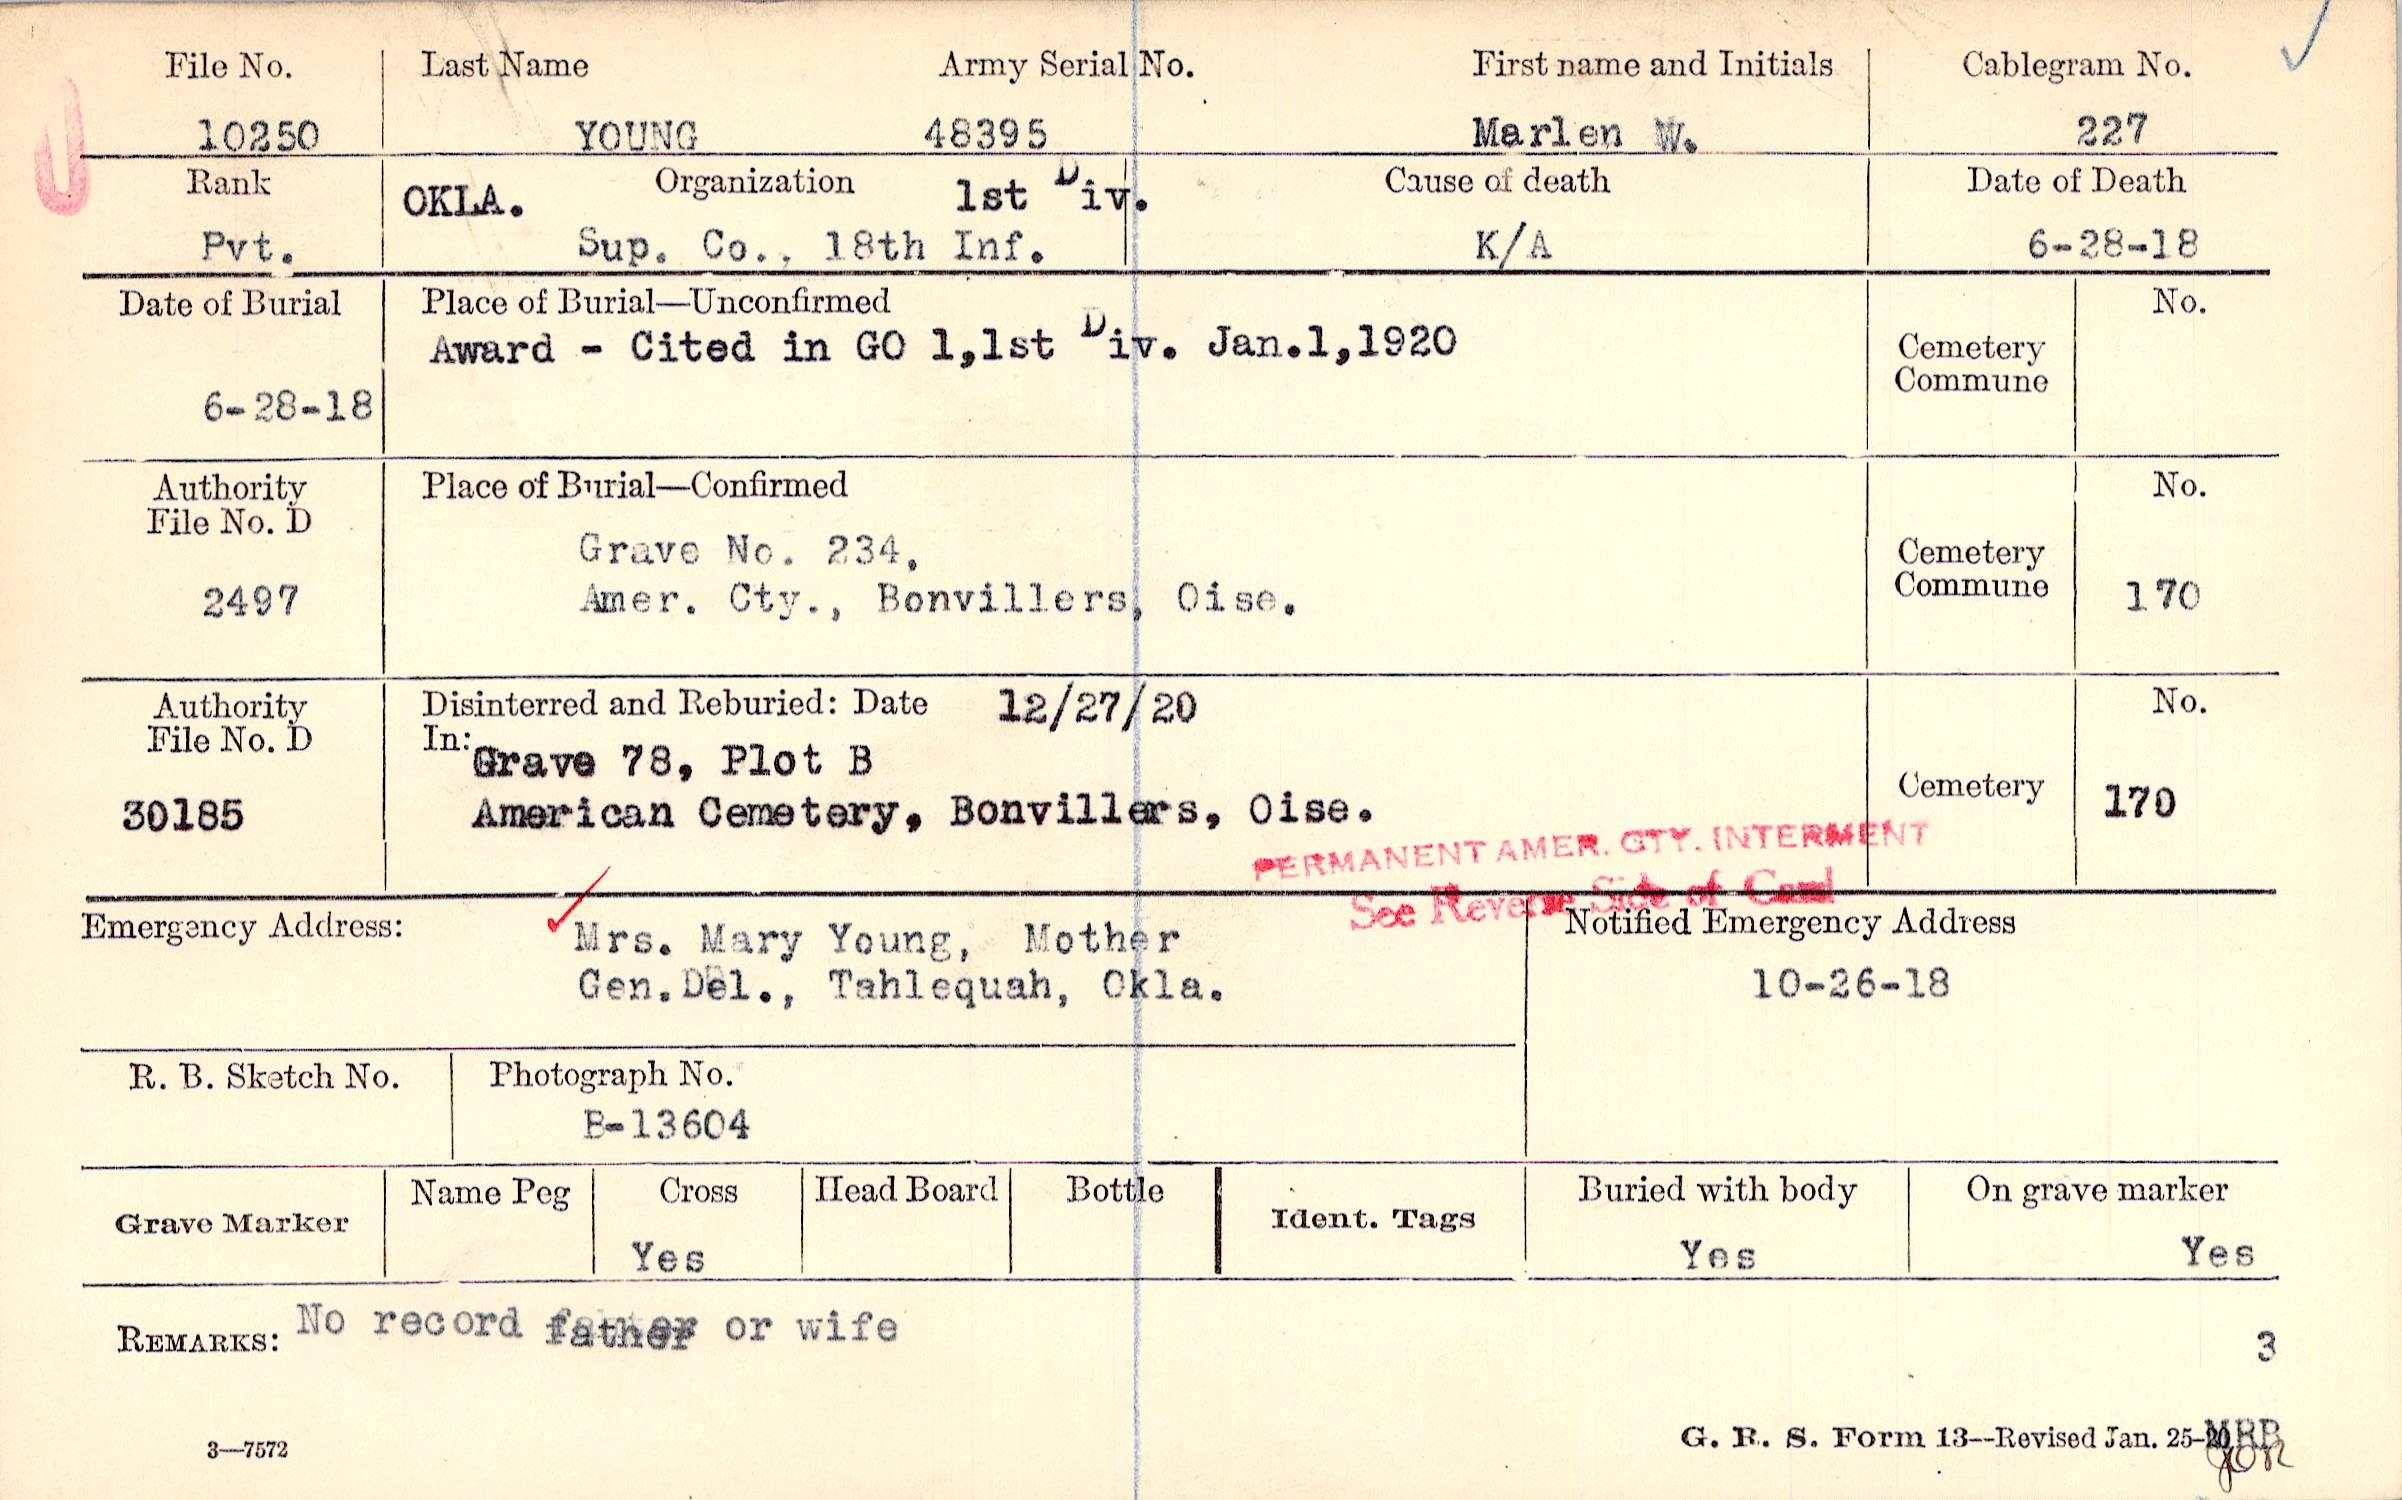 File No. Last Name Army Serial No. First name and Initials Cablegram No.
10250 YOUNG 48395 Marlen W. 227
Rank OKLA. Organization 1st Div. Cause of death Date of Death
Pvt. Sup. Co., 18th Inf. K/A 6-28-18
Date of Burial Place of Burial—Unconfirmed No.
Award - Cited in GO 1,1st Div. Jan.1,1920 Cemetery
Commune
6-28-18
Authority Place of Burial—Confirmed No.
File No. D
Grave No. 234, Cemetery
2497 Amer. Cty., Bonvillers, Oise. Commune 170
Authority Disinterred and Reburied: Date 12/27/20 No.
File No. D In:
Grave 78, Plot B
30185 American Cemetery, Bonvillers, Oise. Cemetery 170
PERMANENT AMER. CTY. INTERMENT
See Reverse Side of Card
Emergency Address: Mrs. Mary Young, Mother Notified Emergency Address
Gen.Del., Tahlequah, Okla. 10-26-18
R. B. Sketch No. Photograph No.
B-13604
Grave Marker Name Peg Cross Head Board Bottle Ident. Tags Buried with body On grave marker
Yes Yes Yes
REMARKS: No record father or wife
3
3—7572 G. R. S. Form 13--Revised Jan. 25-20